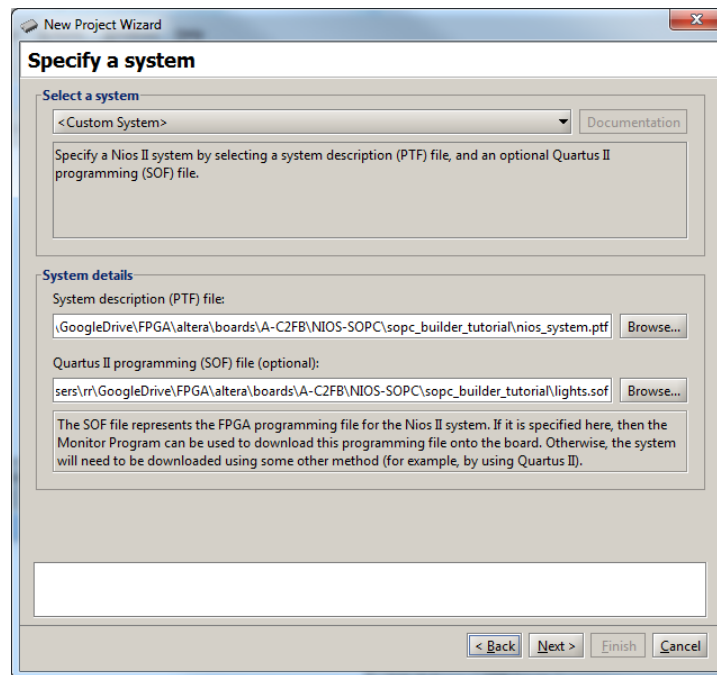 New Project Wizard
Specify a system
Select a system
<Custom System>
Documentation
Specify a Nios II system by selecting a system description (PTF) file, and an optional Quartus II
programming (SOF) file.
System details
System description (PTF) file:
\GoogleDrive\FPGA\altera\boards\A-C2FB\NIOS-SOPC\sopc_builder_tutorial\nios_system.ptf
Browse...
Quartus II programming (SOF) file (optional):
sers\rr\GoogleDrive\FPGA\altera\boards\A-C2FB\NIOS-SOPC\sopc_builder_tutorial\lights.sof
Browse...
The SOF file represents the FPGA programming file for the Nios II system. If it is specified here, then the
Monitor Program can be used to download this programming file onto the board. Otherwise, the system
will need to be downloaded using some other method (for example, by using Quartus II).
< Back
Next >
Finish
Cancel